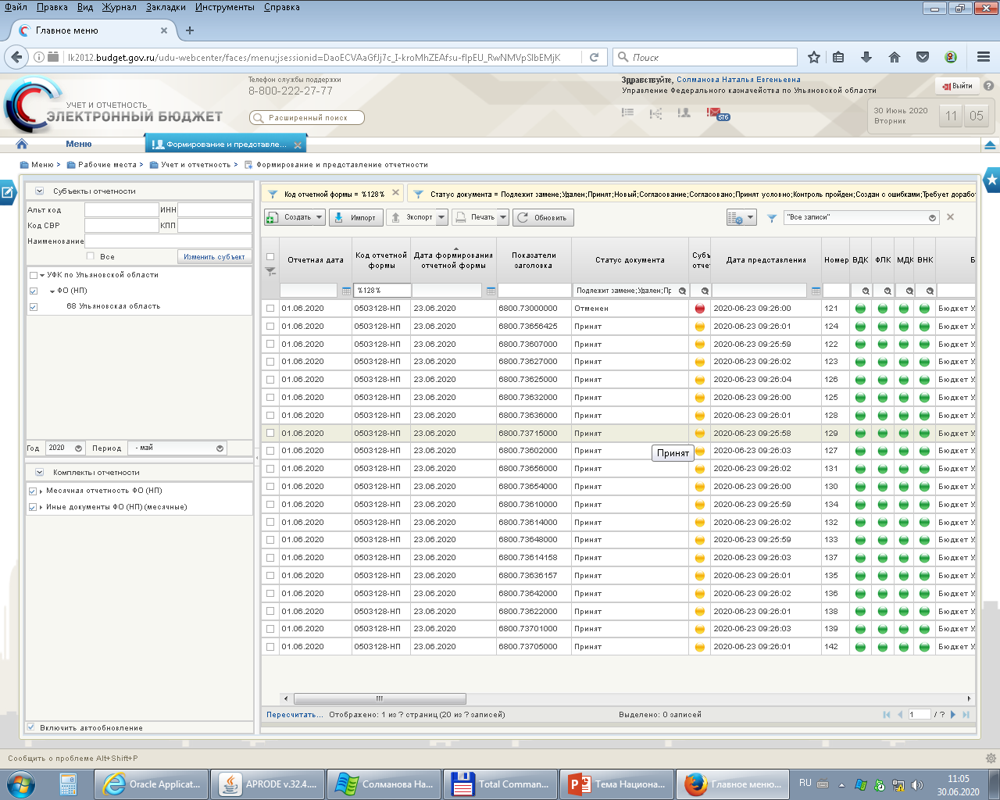 Файл Правка Вид Журнал Закладки Инструменты Справка
Главное меню
lk2012.budget.gov.ru/udu-webcenter/faces/menu;jsessionid=DaoECVAaGfJj7c_I-kroMhZEAfsu-flpEU_RwNMVpSlbEMjK
Поиск
УЧЕТ И ОТЧЕТНОСТЬ
ЭЛЕКТРОННЫЙ БЮДЖЕТ
Телефон службы поддержки
8-800-222-27-77
Расширенный поиск
Здравствуйте, Солманова Наталья Евгеньевна
Управление Федерального казначейства по Ульяновской области
576
Выйти
30 Июнь 2020
Вторник
11 05
Меню
Формирование и представле...
Меню > Рабочие места > Учет и отчетность > Формирование и представление отчетности
Субъекты отчетности
Альт код ИНН
Код СВР КПП
Наименование
Все Изменить субъект
УФК по Ульяновской области
ФО (НП)
68 Ульяновская область
Год 2020 Период - май
Комплекты отчетности
Месячная отчетность ФО (НП)
Иные документы ФО (НП) (месячные)
Включить автообновление
Код отчетной формы = %128% Статус документа = Подлежит замене;Удален;Принят;Новый;Согласование;Согласовано;Принят условно;Контроль пройден;Создан с ошибками;Требует доработ
Создать Импорт Экспорт Печать Обновить "Все записи"
Отчетная дата Код отчетной формы Дата формирования отчетной формы Показатели заголовка Статус документа Субъ отчет Дата представления Номер ВДК ФЛК МДК ВНК Б
%128% Подлежит замене;Удален;Пр
01.06.2020 0503128-НП 23.06.2020 6800.73000000 Отменен 2020-06-23 09:26:00 121 Бюджет У
01.06.2020 0503128-НП 23.06.2020 6800.73656425 Принят 2020-06-23 09:26:01 124 Бюджет У
01.06.2020 0503128-НП 23.06.2020 6800.73607000 Принят 2020-06-23 09:25:59 122 Бюджет У
01.06.2020 0503128-НП 23.06.2020 6800.73627000 Принят 2020-06-23 09:26:02 123 Бюджет У
01.06.2020 0503128-НП 23.06.2020 6800.73625000 Принят 2020-06-23 09:26:04 126 Бюджет У
01.06.2020 0503128-НП 23.06.2020 6800.73632000 Принят 2020-06-23 09:26:00 125 Бюджет У
01.06.2020 0503128-НП 23.06.2020 6800.73636000 Принят 2020-06-23 09:26:01 128 Бюджет У
01.06.2020 0503128-НП 23.06.2020 6800.73715000 Принят 2020-06-23 09:25:58 129 Бюджет У
01.06.2020 0503128-НП 23.06.2020 6800.73602000 Принят 2020-06-23 09:26:03 127 Бюджет У
Принят
01.06.2020 0503128-НП 23.06.2020 6800.73656000 Принят 2020-06-23 09:26:02 131 Бюджет У
01.06.2020 0503128-НП 23.06.2020 6800.73654000 Принят 2020-06-23 09:26:00 130 Бюджет У
01.06.2020 0503128-НП 23.06.2020 6800.73610000 Принят 2020-06-23 09:25:59 134 Бюджет У
01.06.2020 0503128-НП 23.06.2020 6800.73614000 Принят 2020-06-23 09:26:02 132 Бюджет У
01.06.2020 0503128-НП 23.06.2020 6800.73648000 Принят 2020-06-23 09:25:59 133 Бюджет У
01.06.2020 0503128-НП 23.06.2020 6800.73614158 Принят 2020-06-23 09:26:03 137 Бюджет У
01.06.2020 0503128-НП 23.06.2020 6800.73636157 Принят 2020-06-23 09:26:01 135 Бюджет У
01.06.2020 0503128-НП 23.06.2020 6800.73642000 Принят 2020-06-23 09:26:02 136 Бюджет У
01.06.2020 0503128-НП 23.06.2020 6800.73622000 Принят 2020-06-23 09:26:01 138 Бюджет У
01.06.2020 0503128-НП 23.06.2020 6800.73701000 Принят 2020-06-23 09:26:03 139 Бюджет У
01.06.2020 0503128-НП 23.06.2020 6800.73705000 Принят 2020-06-23 09:26:01 142 Бюджет У
Пересчитать... Отображено: 1 из ? страниц (20 из ? записей) Выделено: 0 записей 1 / ?
Сообщить о проблеме Alt+Shift+P
Oracle Applicat... APRODE v.32.4.... Солманова На... Total Comman... Тема Национа... Главное меню... RU 11:05
30.06.2020